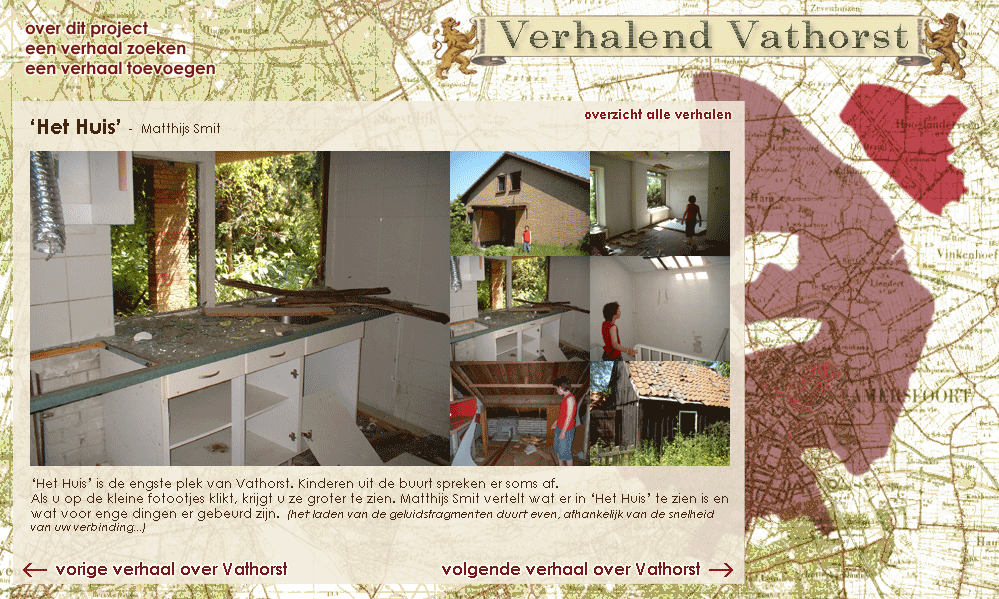 over dit project
een verhaal zoeken
een verhaal toevoegen
Verhalend Vathorst
overzicht alle verhalen
‘Het Huis’ - Matthijs Smit
‘Het Huis’ is de engste plek van Vathorst. Kinderen uit de buurt spreken er soms af.
Als u op de kleine fotootjes klikt, krijgt u ze groter te zien. Matthijs Smit vertelt wat er in ‘Het Huis’ te zien is en
wat voor enge dingen er gebeurd zijn. (het laden van de geluidsfragmenten duurt even, afhankelijk van de snelheid
van uw verbinding...)
← vorige verhaal over Vathorst
volgende verhaal over Vathorst →
Zevenhuizen
Hooglanderveen
Vinkenhoef
Liendert
AMERSFOORT